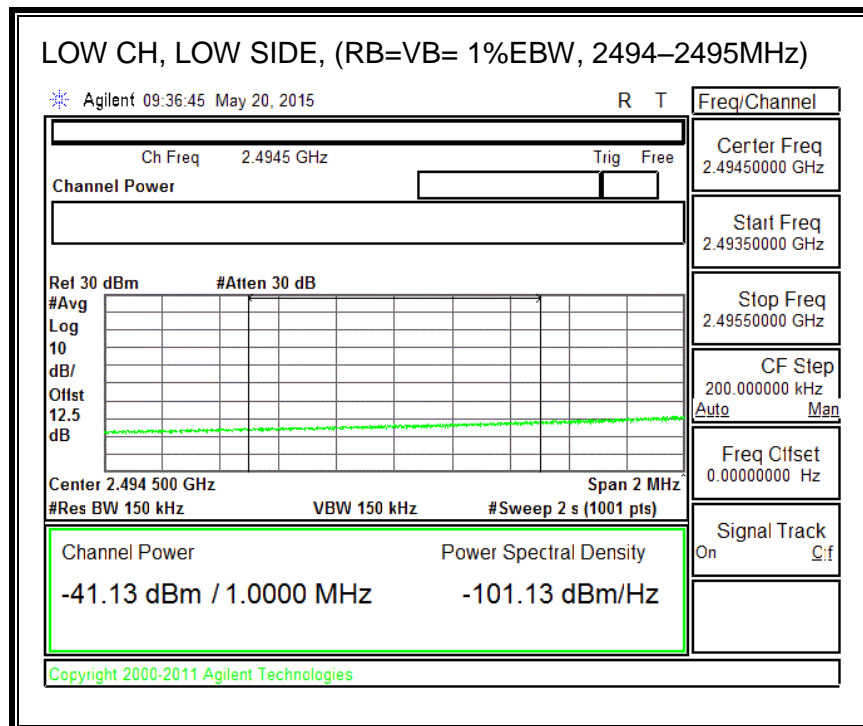 LOW CH, LOW SIDE, (RB=VB= 1%EBW, 2494–2495MHz)
Agilent 09:36:45 May 20, 2015 R T
Freq/Channel
Ch Freq 2.4945 GHz Trig Free
Channel Power
Center Freq
2.49450000 GHz
Start Freq
2.49350000 GHz
Stop Freq
2.49550000 GHz
CF Step
200.000000 kHz
Auto Man
Freq Offset
0.00000000 Hz
Signal Track
On Off
Ref 30 dBm #Atten 30 dB
#Avg
Log
10
dB/
Offst
12.5
dB
Center 2.494 500 GHz Span 2 MHz
#Res BW 150 kHz VBW 150 kHz #Sweep 2 s (1001 pts)
Channel Power Power Spectral Density
-41.13 dBm / 1.0000 MHz -101.13 dBm/Hz
Copyright 2000-2011 Agilent Technologies